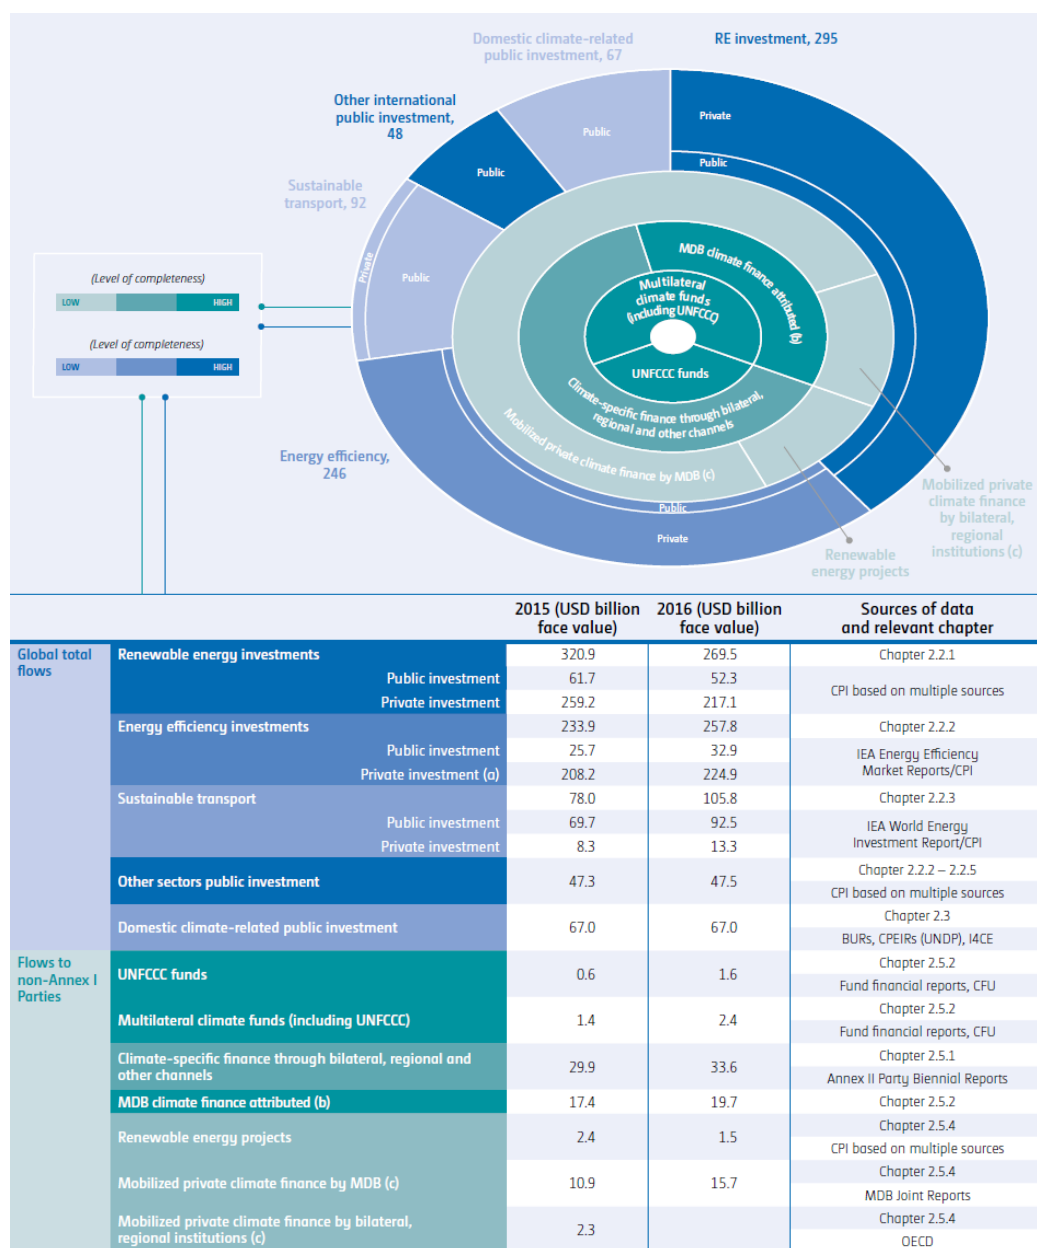 Domestic climate-related
public investment, 67
RE investment, 295
Other international
public investment,
48
Private
Public
Public
Public
Sustainable
transport, 92
Private
Public
MDB climate finance attributed (b)
Multilateral
climate funds
(including UNFCCC)
UNFCCC funds
Climate-specific finance through bilateral,
regional and other channels
Mobilized private climate finance by MDB (c)
(Level of completeness)
LOW HIGH
(Level of completeness)
LOW HIGH
Energy efficiency,
246
Public
Private
Mobilized private
climate finance
by bilateral,
regional
institutions (c)
Renewable
energy projects
2015 (USD billion face value) 2016 (USD billion face value) Sources of data and relevant chapter
Global total flows
Renewable energy investments 320.9 269.5 Chapter 2.2.1
Public investment 61.7 52.3 CPI based on multiple sources
Private investment 259.2 217.1
Energy efficiency investments 233.9 257.8 Chapter 2.2.2
Public investment 25.7 32.9 IEA Energy Efficiency Market Reports/CPI
Private investment (a) 208.2 224.9
Sustainable transport 78.0 105.8 Chapter 2.2.3
Public investment 69.7 92.5 IEA World Energy Investment Report/CPI
Private investment 8.3 13.3
Other sectors public investment 47.3 47.5 Chapters 2.2.2 – 2.2.5
CPI based on multiple sources
Domestic climate-related public investment 67.0 67.0 Chapter 2.3
BURs, CPEIRs (UNDP), I4CE
Flows to non-Annex I Parties
UNFCCC funds 0.6 1.6 Chapter 2.5.2
Fund financial reports, CFU
Multilateral climate funds (including UNFCCC) 1.4 2.4 Chapter 2.5.2
Fund financial reports, CFU
Climate-specific finance through bilateral, regional and other channels 29.9 33.6 Chapter 2.5.1
Annex II Party Biennial Reports
MDB climate finance attributed (b) 17.4 19.7 Chapter 2.5.2
Renewable energy projects 2.4 1.5 Chapter 2.5.4
CPI based on multiple sources
Mobilized private climate finance by MDB (c) 10.9 15.7 Chapter 2.5.4
MDB Joint Reports
Mobilized private climate finance by bilateral, regional institutions (c) 2.3 Chapter 2.5.4
OECD